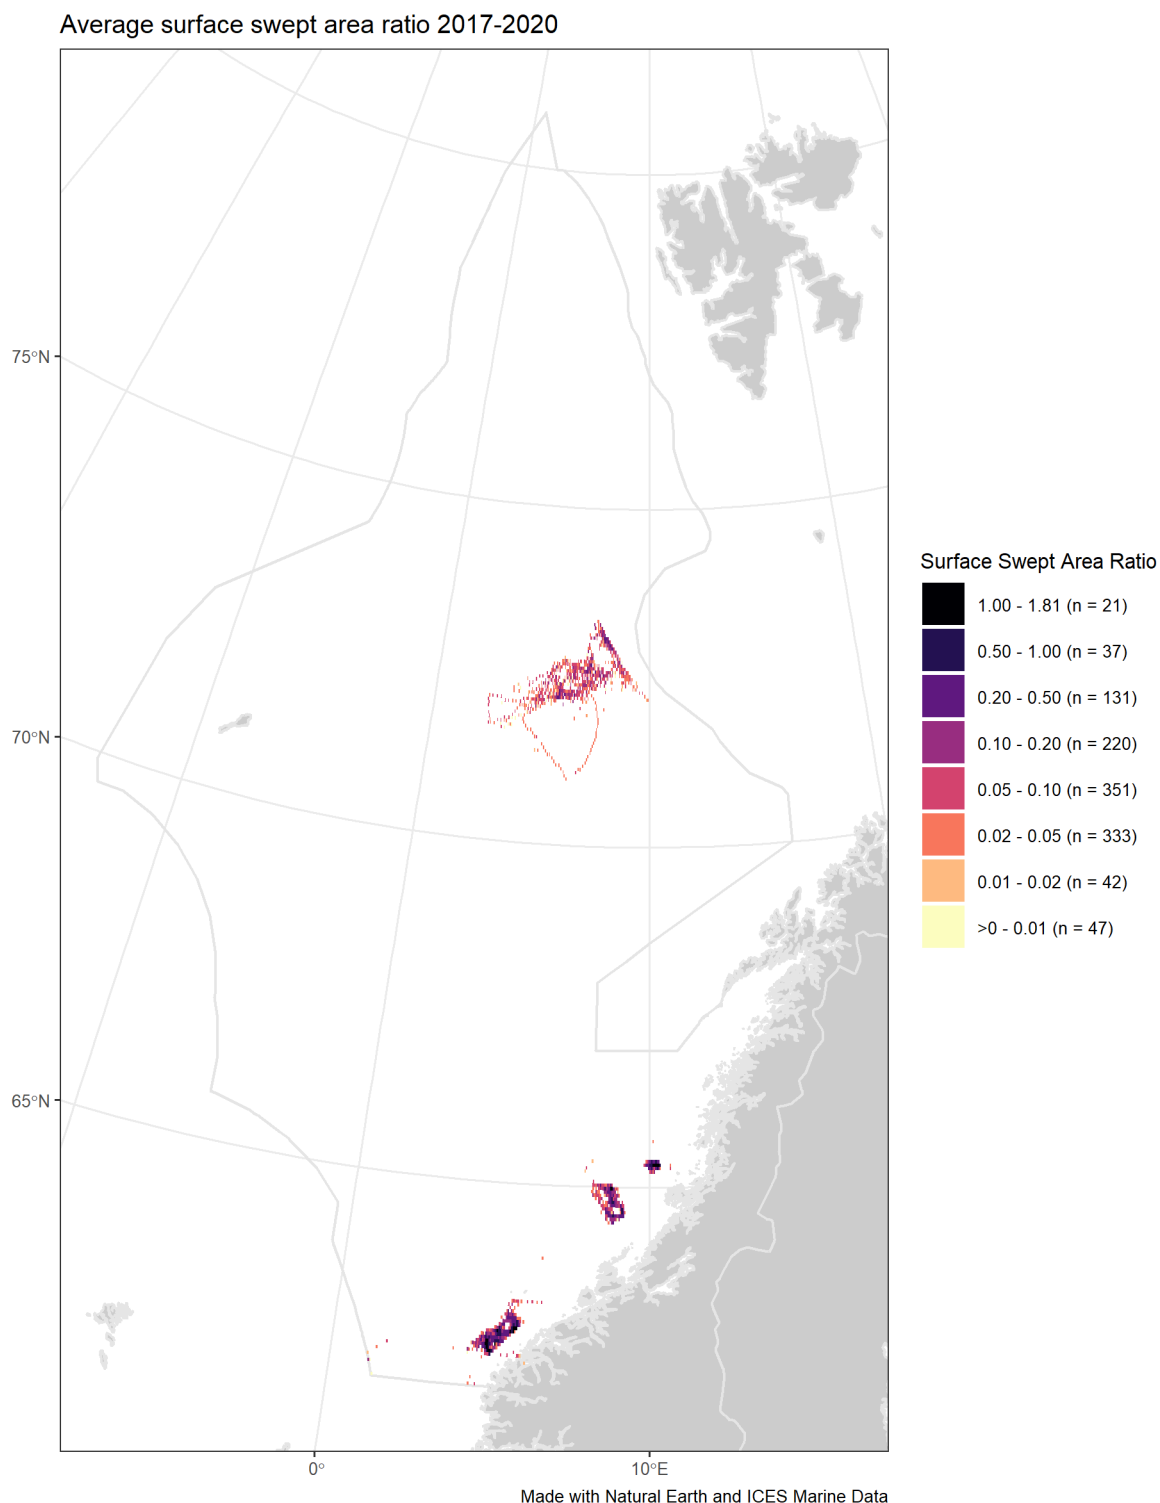 Average surface swept area ratio 2017-2020
75°N
70°N
65°N
0°
10°E
Surface Swept Area Ratio
1.00 - 1.81 (n = 21)
0.50 - 1.00 (n = 37)
0.20 - 0.50 (n = 131)
0.10 - 0.20 (n = 220)
0.05 - 0.10 (n = 351)
0.02 - 0.05 (n = 333)
0.01 - 0.02 (n = 42)
>0 - 0.01 (n = 47)
Made with Natural Earth and ICES Marine Data